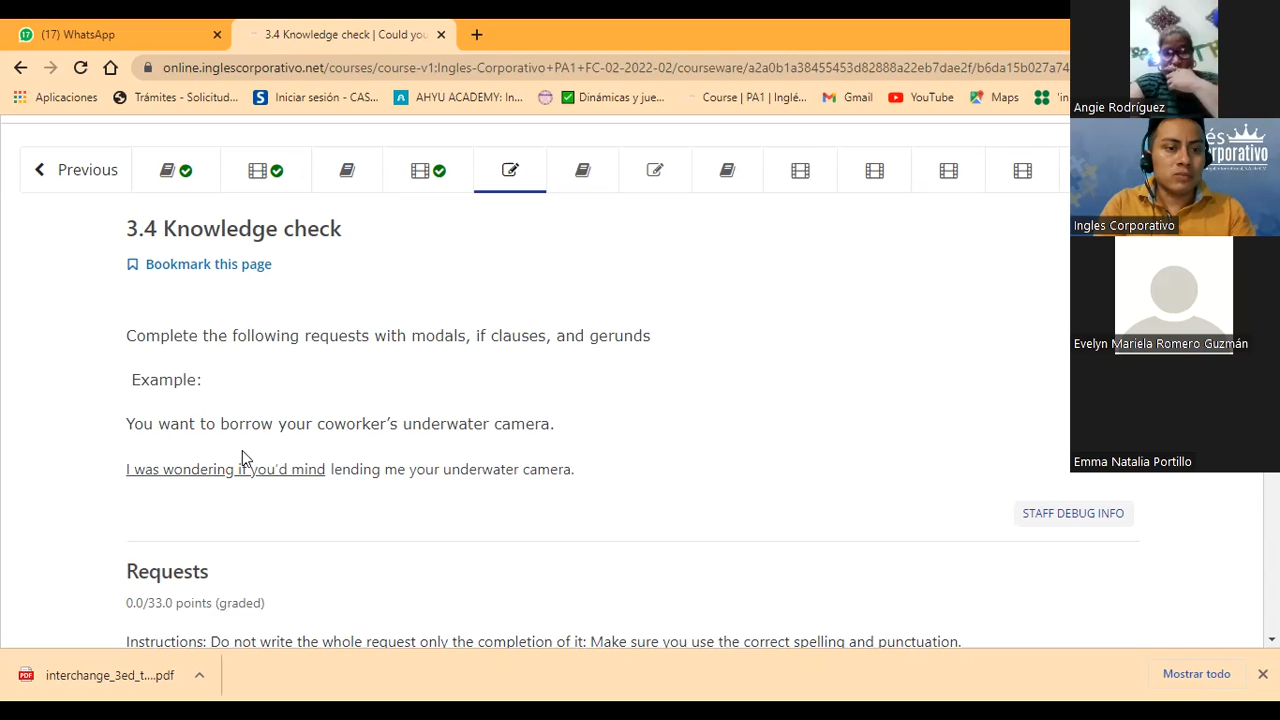 (17) WhatsApp
3.4 Knowledge check | Could you
online.inglescorporativo.net/courses/course-v1:Ingles-Corporativo+PA1+FC-02-2022-02/courseware/a2a0b1a38455453d82888a22eb7dae2f/b6da15b027a74
Aplicaciones
Trámites - Solicitud...
Iniciar sesión - CAS...
AHYU ACADEMY: In...
Dinámicas y jue...
Course | PA1 | Inglé...
Gmail
YouTube
Maps
'in
Previous
3.4 Knowledge check
Bookmark this page
Complete the following requests with modals, if clauses, and gerunds
Example:
You want to borrow your coworker’s underwater camera.
I was wondering if you’d mind lending me your underwater camera.
STAFF DEBUG INFO
Requests
0.0/33.0 points (graded)
Instructions: Do not write the whole request only the completion of it: Make sure you use the correct spelling and punctuation.
interchange_3ed_t....pdf
Mostrar todo
Angie Rodríguez
Ingles Corporativo
Evelyn Mariela Romero Guzmán
Emma Natalia Portillo